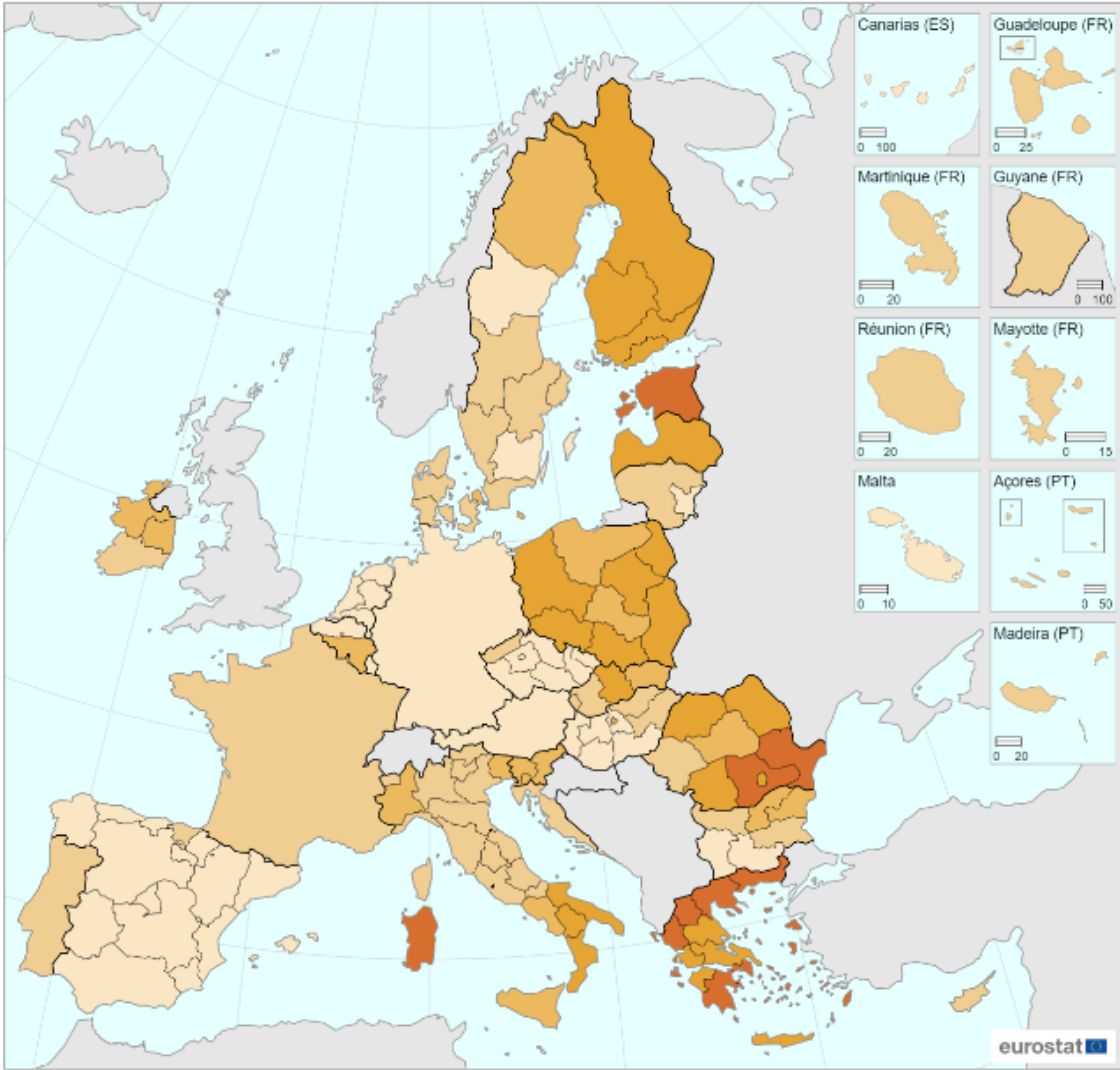 Canarias (ES)
0 100
Guadeloupe (FR)
0 25
Martinique (FR)
0 20
Guyane (FR)
0 100
Réunion (FR)
0 20
Mayotte (FR)
0 15
Malta
0 10
Açores (PT)
0 50
Madeira (PT)
0 20
eurostat